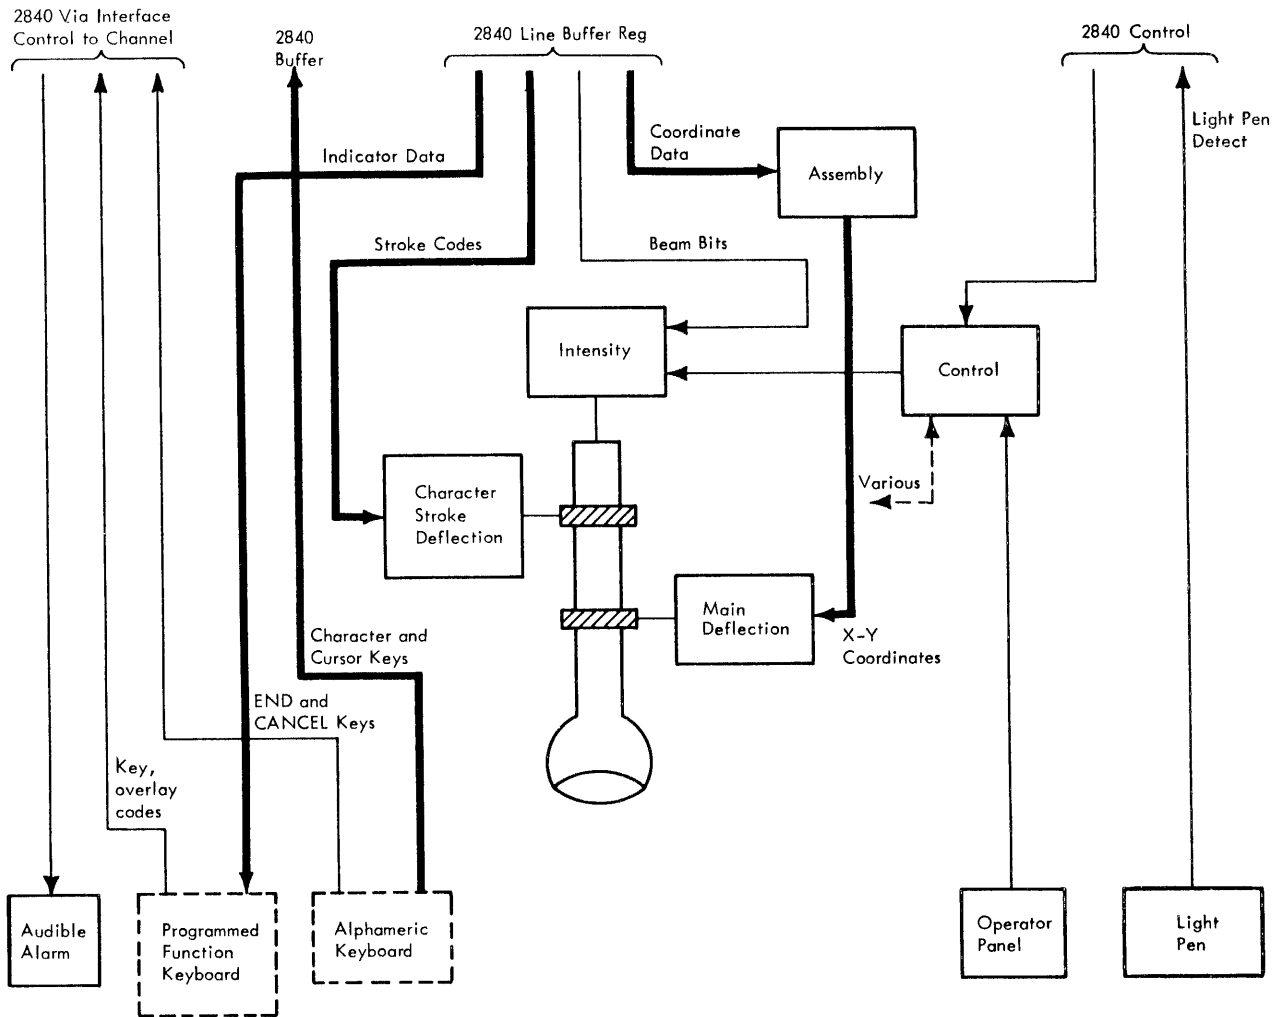 2840 Via Interface
Control to Channel
2840
Buffer
2840 Line Buffer Reg
2840 Control
Light Pen
Detect
Coordinate
Data
Indicator Data
Assembly
Stroke Codes
Beam Bits
Intensity
Control
Various
Character
Stroke
Deflection
Main
Deflection
X-Y
Coordinates
Character and
Cursor Keys
END and
CANCEL Keys
Key,
overlay
codes
Audible
Alarm
Programmed
Function
Keyboard
Alphameric
Keyboard
Operator
Panel
Light
Pen